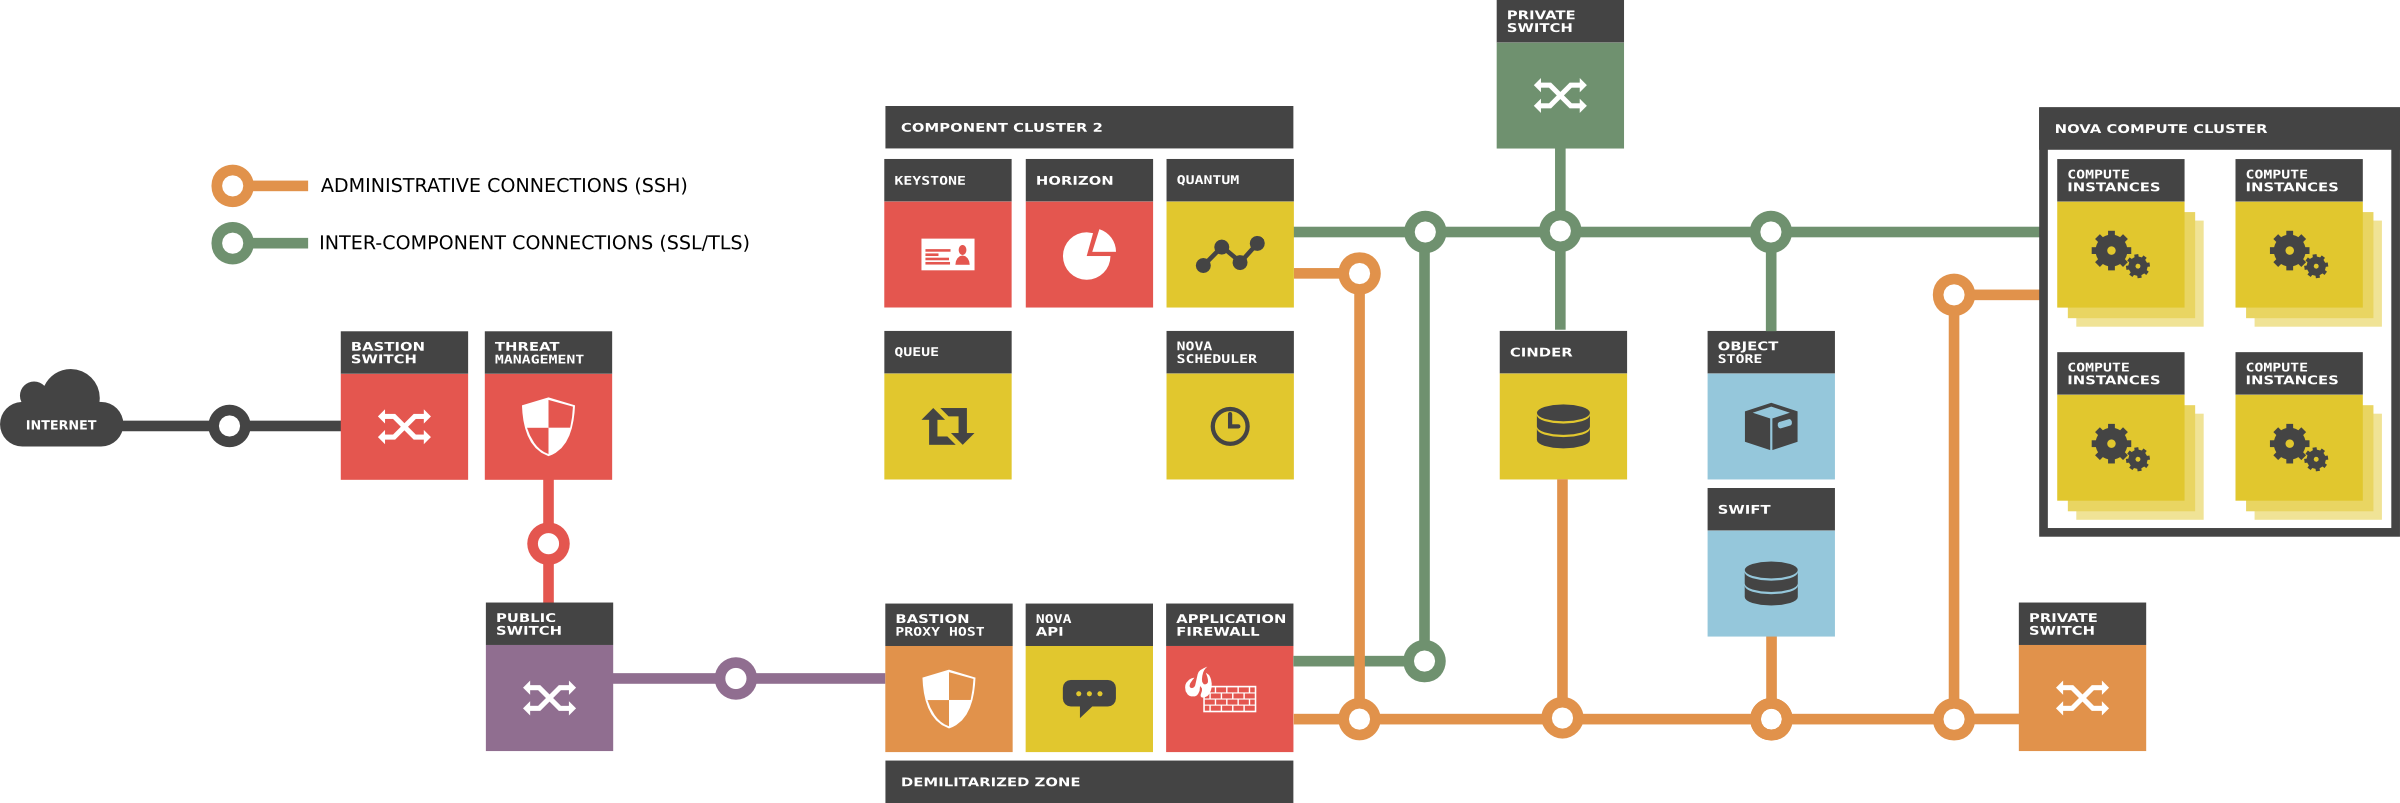 PRIVATE
SWITCH
COMPONENT CLUSTER 2
NOVA COMPUTE CLUSTER
ADMINISTRATIVE CONNECTIONS (SSH)
INTER-COMPONENT CONNECTIONS (SSL/TLS)
KEYSTONE
HORIZON
QUANTUM
COMPUTE
INSTANCES
COMPUTE
INSTANCES
INTERNET
BASTION
SWITCH
THREAT
MANAGEMENT
QUEUE
NOVA
SCHEDULER
CINDER
OBJECT
STORE
COMPUTE
INSTANCES
COMPUTE
INSTANCES
SWIFT
PUBLIC
SWITCH
BASTION
PROXY HOST
NOVA
API
APPLICATION
FIREWALL
PRIVATE
SWITCH
DEMILITARIZED ZONE